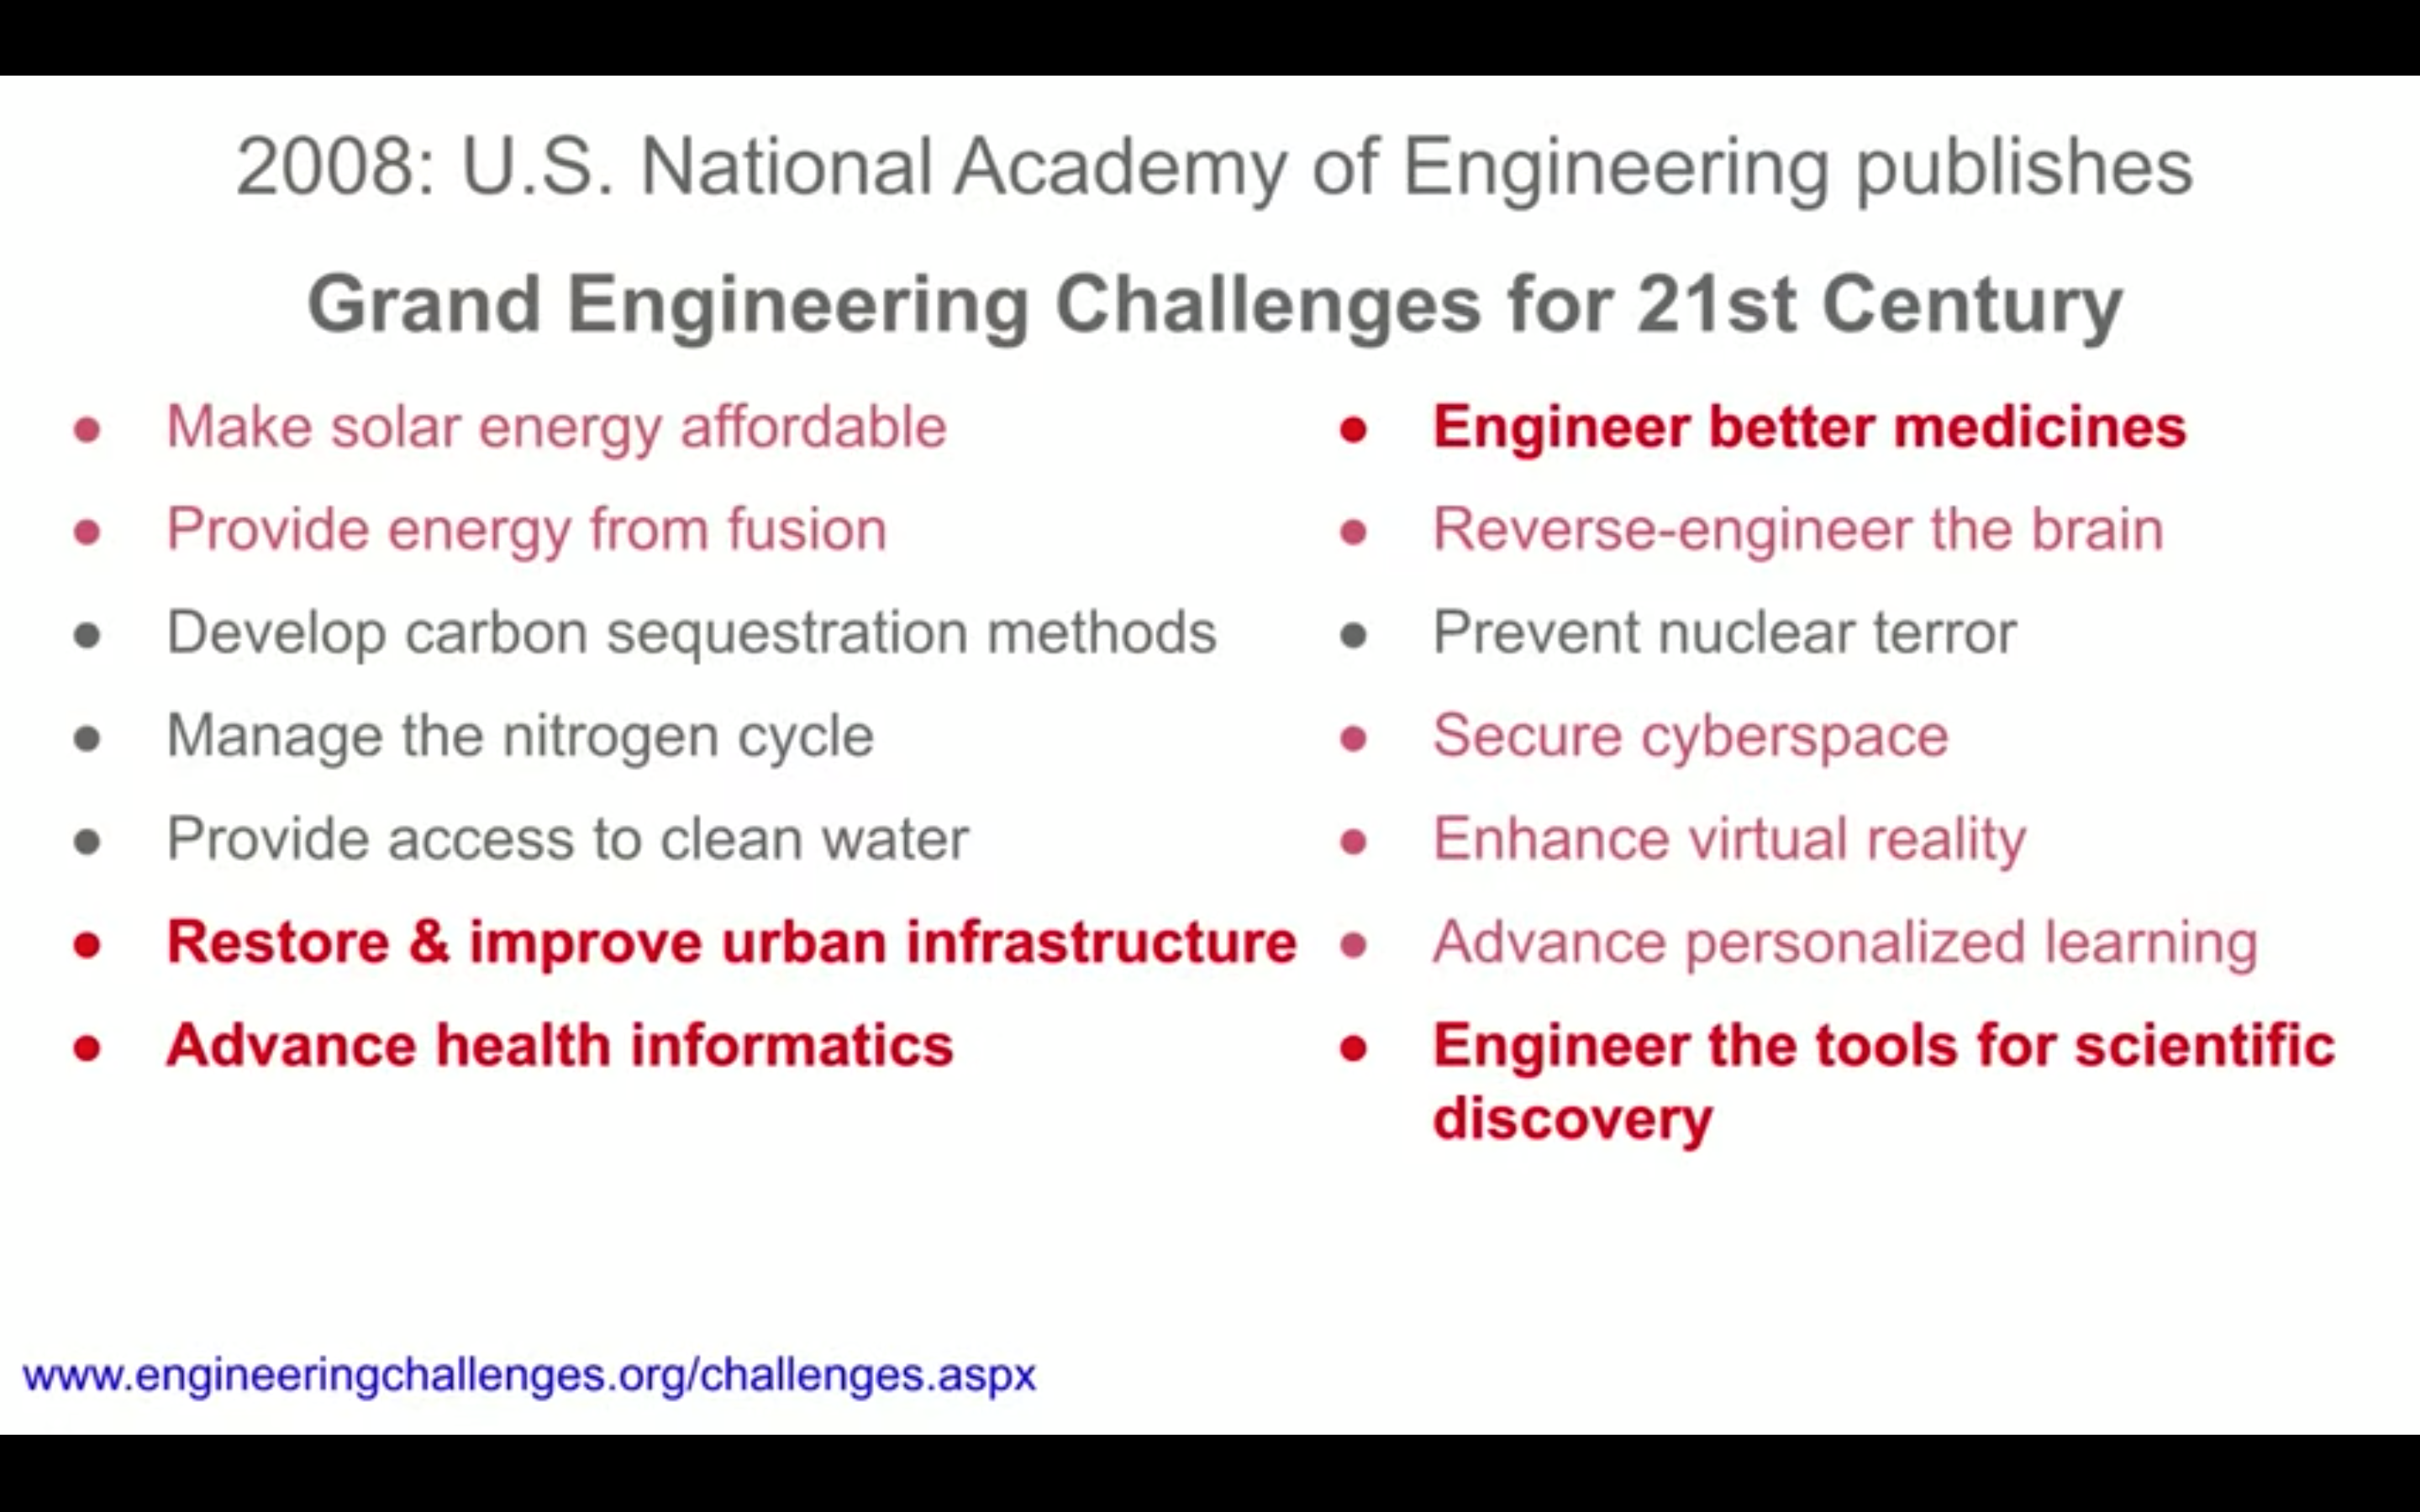 2008: U.S. National Academy of Engineering publishes
Grand Engineering Challenges for 21st Century
● Make solar energy affordable
● Provide energy from fusion
● Develop carbon sequestration methods
● Manage the nitrogen cycle
● Provide access to clean water
● Restore & improve urban infrastructure
● Advance health informatics
● Engineer better medicines
● Reverse-engineer the brain
● Prevent nuclear terror
● Secure cyberspace
● Enhance virtual reality
● Advance personalized learning
● Engineer the tools for scientific
discovery
www.engineeringchallenges.org/challenges.aspx